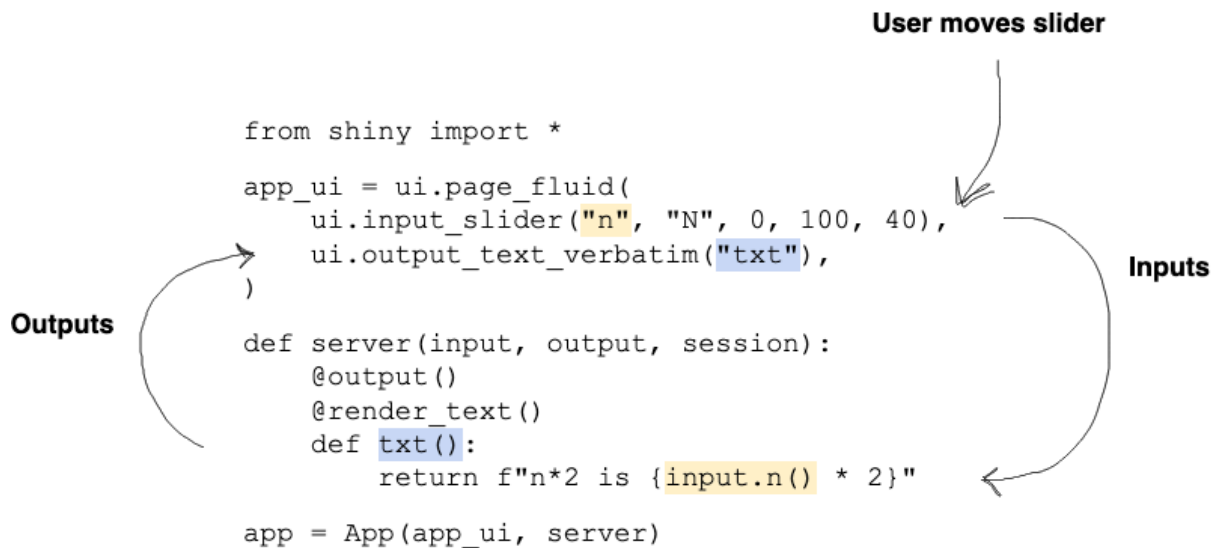 User moves slider
from shiny import *
app_ui = ui.page_fluid(
    ui.input_slider("n", "N", 0, 100, 40),
    ui.output_text_verbatim("txt"),
)
Inputs
Outputs
def server(input, output, session):
    @output()
    @render_text()
    def txt():
        return f"n*2 is {input.n() * 2}"
app = App(app_ui, server)